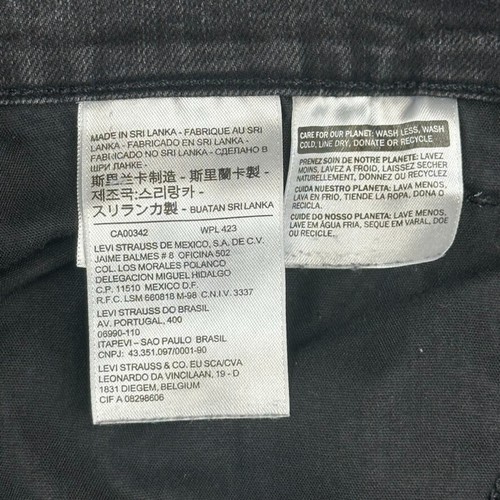 MADE IN SRI LANKA - FABRIQUE AU SRI
LANKA - FABRICADO EN SRI LANKA -
FABRICADO NO SRI LANKA - СДЕЛАНО В
ШРИ ЛАНКЕ -
斯里兰卡制造 - 斯里蘭卡製 -
제조국:스리랑카 -
スリランカ製 - BUATAN SRI LANKA
CA00342 WPL 423
LEVI STRAUSS DE MEXICO, S.A. DE C.V.
JAIME BALMES # 8 OFICINA 502
COL. LOS MORALES POLANCO
DELEGACION MIGUEL HIDALGO
C.P. 11510 MEXICO D.F.
R.F.C. LSM 660818 M-98 C.N.I.V. 3337
LEVI STRAUSS DO BRASIL
AV. PORTUGAL, 400
06990-110
ITAPEVI - SAO PAULO BRASIL
CNPJ: 43.351.097/0001-90
LEVI STRAUSS & CO. EU SCA/CVA
LEONARDO DA VINCILAAN, 19 - D
1831 DIEGEM, BELGIUM
CIF A 08298606
CARE FOR OUR PLANET: WASH LESS, WASH
COLD, LINE DRY, DONATE OR RECYCLE
PRENEZ SOIN DE NOTRE PLANETE: LAVEZ
MOINS, LAVEZ A FROID, LAISSEZ SÉCHER
NATURELLEMENT, DONNEZ OU RECYCLEZ.
CUIDA NUESTRO PLANETA: LAVA MENOS,
LAVA EN FRIO, TIENDE LA ROPA, DONA O
RECICLA.
CUIDE DO NOSSO PLANETA: LAVE MENOS,
LAVE EM ÁGUA FRIA, SEQUE EM VARAL, DOE
OU RECICLE.